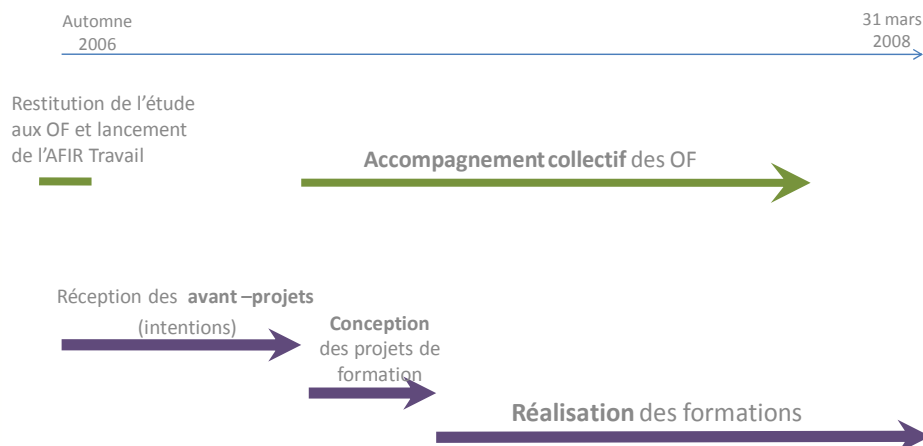 Automne
2006
31 mars
2008
Restitution de l’étude
aux OF et lancement
de l’AFIR Travail
Accompagnement collectif des OF
Réception des avant –projets
(intentions)
Conception
des projets de
formation
Réalisation des formations